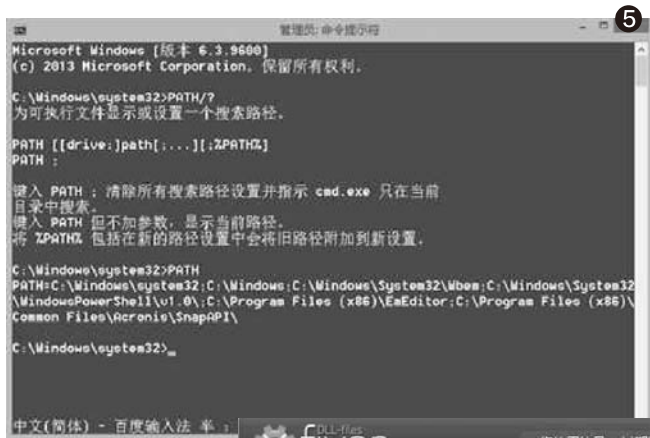 管理员: 命令提示符
5
Microsoft Windows [版本 6.3.9600]
(c) 2013 Microsoft Corporation。保留所有权利。
C:\Windows\system32>PATH/?
为可执行文件显示或设置一个搜索路径。
PATH [[drive:]path[;...][;%PATH%]
PATH ;
键入 PATH ; 清除所有搜索路径设置并指示 cmd.exe 只在当前
目录中搜索。
键入 PATH 但不加参数，显示当前路径。
将 %PATH% 包括在新的路径设置中会将旧路径附加到新设置。
C:\Windows\system32>PATH
PATH=C:\Windows\system32;C:\Windows;C:\Windows\System32\Wbem;C:\Windows\System32
\WindowsPowerShell\v1.0\;C:\Program Files (x86)\EmEditor;C:\Program Files (x86)\
Common Files\Acronis\SnapAPI\
C:\Windows\system32>_
中文(简体) - 百度输入法 半 :
DLL-files